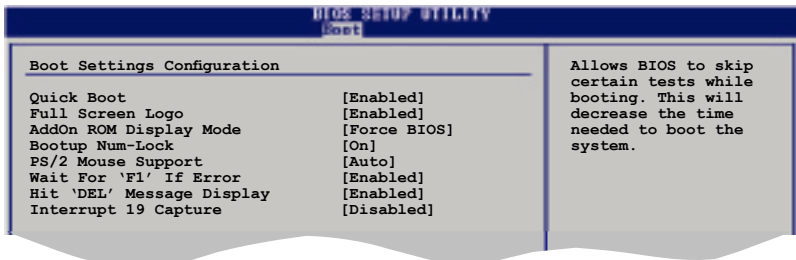 BIOS SETUP UTILITY
Boot
Boot Settings Configuration
Quick Boot [Enabled]
Full Screen Logo [Enabled]
AddOn ROM Display Mode [Force BIOS]
Bootup Num-Lock [On]
PS/2 Mouse Support [Auto]
Wait For ‘F1’ If Error [Enabled]
Hit ‘DEL’ Message Display [Enabled]
Interrupt 19 Capture [Disabled]
Allows BIOS to skip
certain tests while
booting. This will
decrease the time
needed to boot the
system.